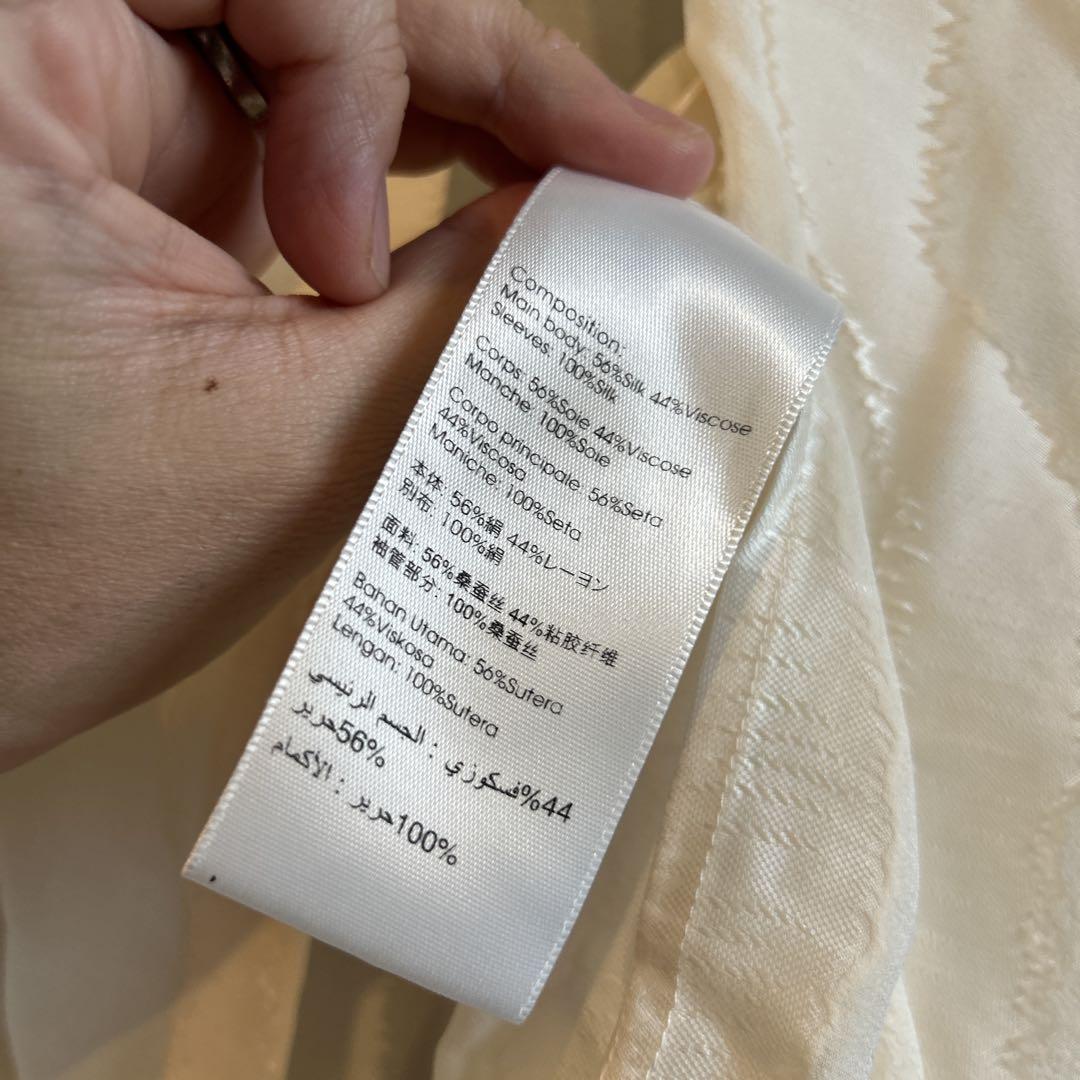 Composition:
Main body: 56%Silk 44%Viscose
Sleeves: 100%Silk
Corps: 56%Soie 44%Viscose
Manche: 100%Soie
Corpo principale: 56%Seta
44%Viscosa
Maniche: 100%Seta
本体: 56%絹 44%レーヨン
別布: 100%絹
面料: 56%桑蚕丝 44%粘胶纤维
袖管部分: 100%桑蚕丝
Bahan Utama: 56%Sutera
44%Viskosa
Lengan: 100%Sutera
الجسم الرئيسي : فسكوزي%44
حرير56%
الأكمام : حرير100%